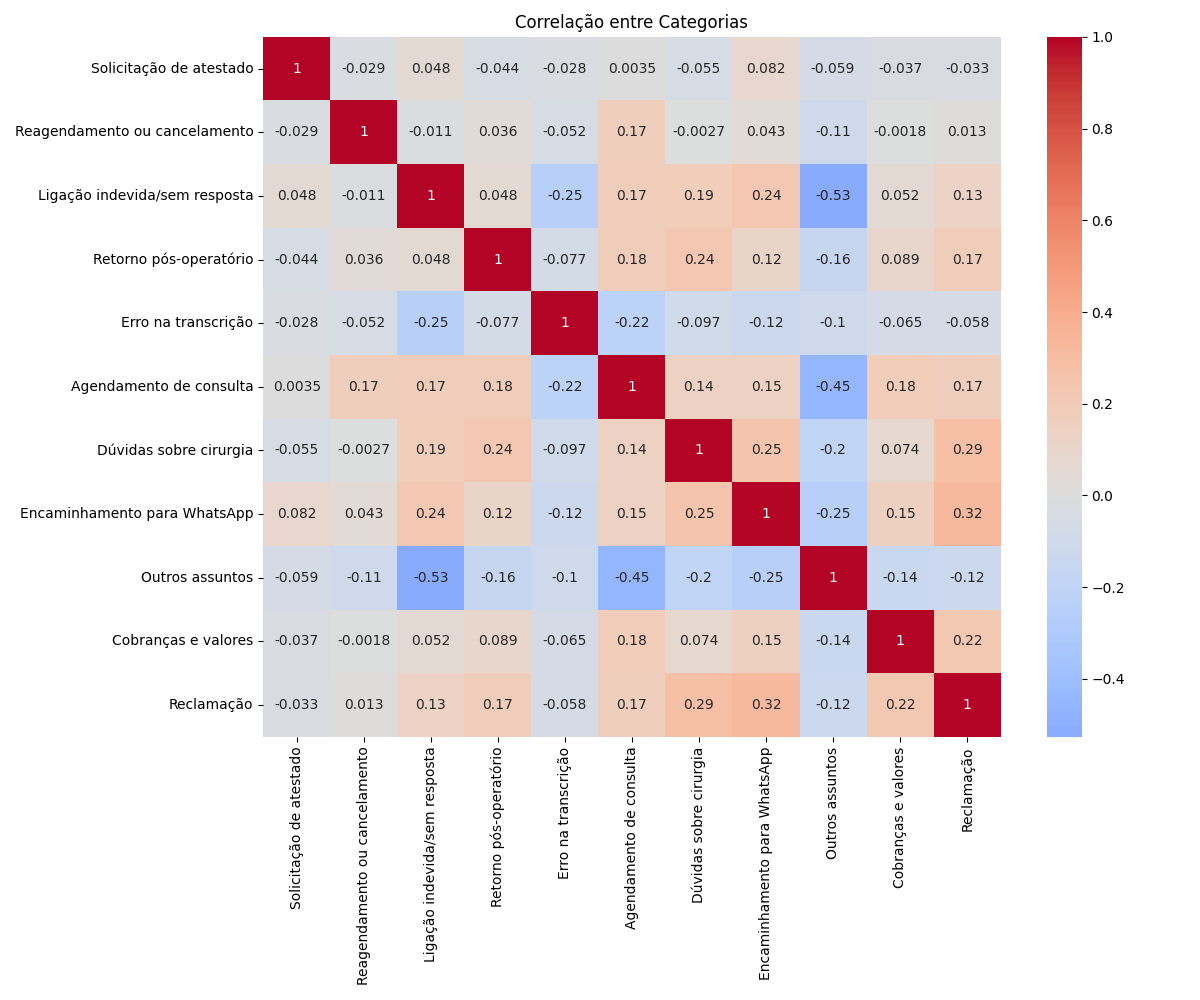 Correlação entre Categorias
Solicitação de atestado 1 -0.029 0.048 -0.044 -0.028 0.0035 -0.055 0.082 -0.059 -0.037 -0.033
Reagendamento ou cancelamento -0.029 1 -0.011 0.036 -0.052 0.17 -0.0027 0.043 -0.11 -0.0018 0.013
Ligação indevida/sem resposta 0.048 -0.011 1 0.048 -0.25 0.17 0.19 0.24 -0.53 0.052 0.13
Retorno pós-operatório -0.044 0.036 0.048 1 -0.077 0.18 0.24 0.12 -0.16 0.089 0.17
Erro na transcrição -0.028 -0.052 -0.25 -0.077 1 -0.22 -0.097 -0.12 -0.1 -0.065 -0.058
Agendamento de consulta 0.0035 0.17 0.17 0.18 -0.22 1 0.14 0.15 -0.45 0.18 0.17
Dúvidas sobre cirurgia -0.055 -0.0027 0.19 0.24 -0.097 0.14 1 0.25 -0.2 0.074 0.29
Encaminhamento para WhatsApp 0.082 0.043 0.24 0.12 -0.12 0.15 0.25 1 -0.25 0.15 0.32
Outros assuntos -0.059 -0.11 -0.53 -0.16 -0.1 -0.45 -0.2 -0.25 1 -0.14 -0.12
Cobranças e valores -0.037 -0.0018 0.052 0.089 -0.065 0.18 0.074 0.15 -0.14 1 0.22
Reclamação -0.033 0.013 0.13 0.17 -0.058 0.17 0.29 0.32 -0.12 0.22 1
Solicitação de atestado
Reagendamento ou cancelamento
Ligação indevida/sem resposta
Retorno pós-operatório
Erro na transcrição
Agendamento de consulta
Dúvidas sobre cirurgia
Encaminhamento para WhatsApp
Outros assuntos
Cobranças e valores
Reclamação
1.0
0.8
0.6
0.4
0.2
0.0
−0.2
−0.4